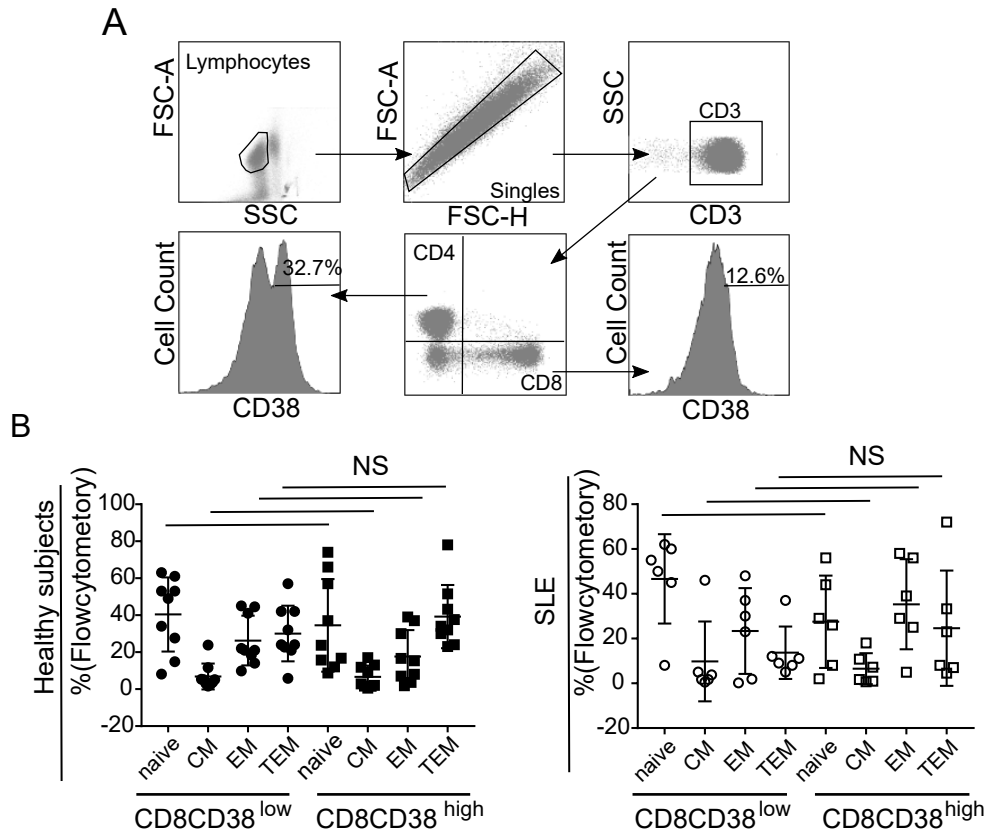 A
FSC-A
Lymphocytes
SSC
FSC-A
Singles
FSC-H
SSC
CD3
CD3
Cell Count
32.7%
CD38
CD4
CD8
Cell Count
12.6%
CD38
B
Healthy subjects
%(Flowcytometory)
NS
100
80
60
40
20
0
-20
naive
CM
EM
TEM
naive
CM
EM
TEM
CD8CD38 low
CD8CD38 high
SLE
%(Flowcytometory)
NS
80
60
40
20
0
-20
naive
CM
EM
TEM
naive
CM
EM
TEM
CD8CD38 low
CD8CD38 high